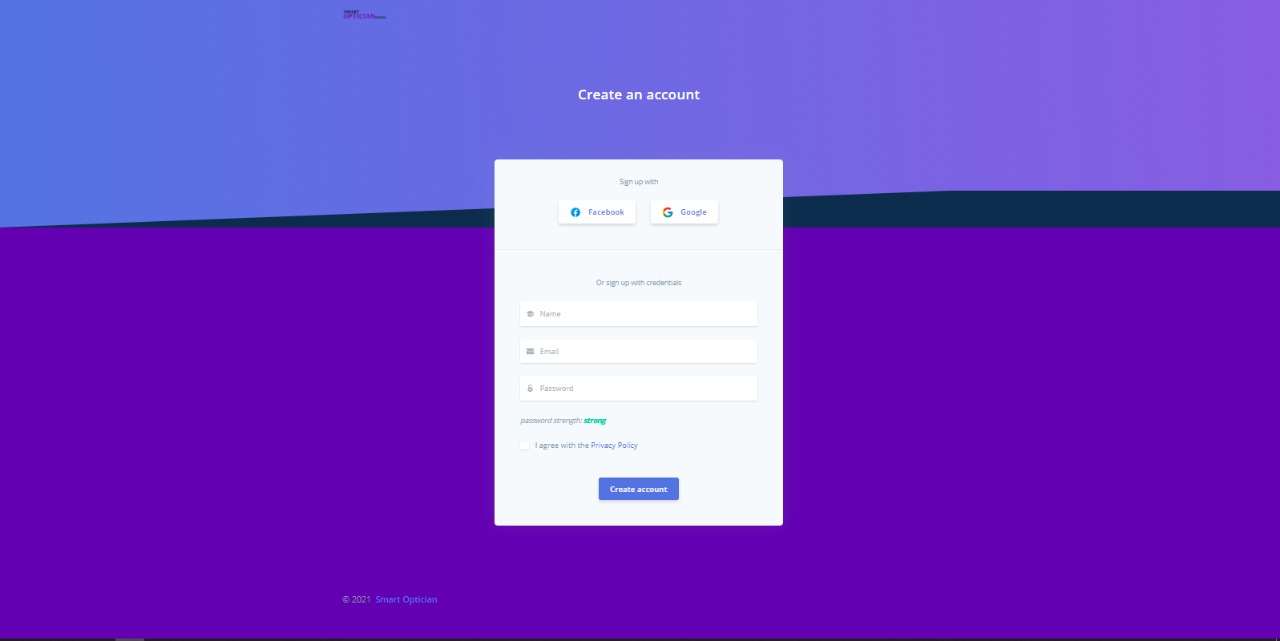 SMART
OPTICIAN
Create an account
Sign up with
Facebook
Google
Or sign up with credentials
Name
Email
Password
password strength: strong
I agree with the Privacy Policy
Create account
© 2021 Smart Optician